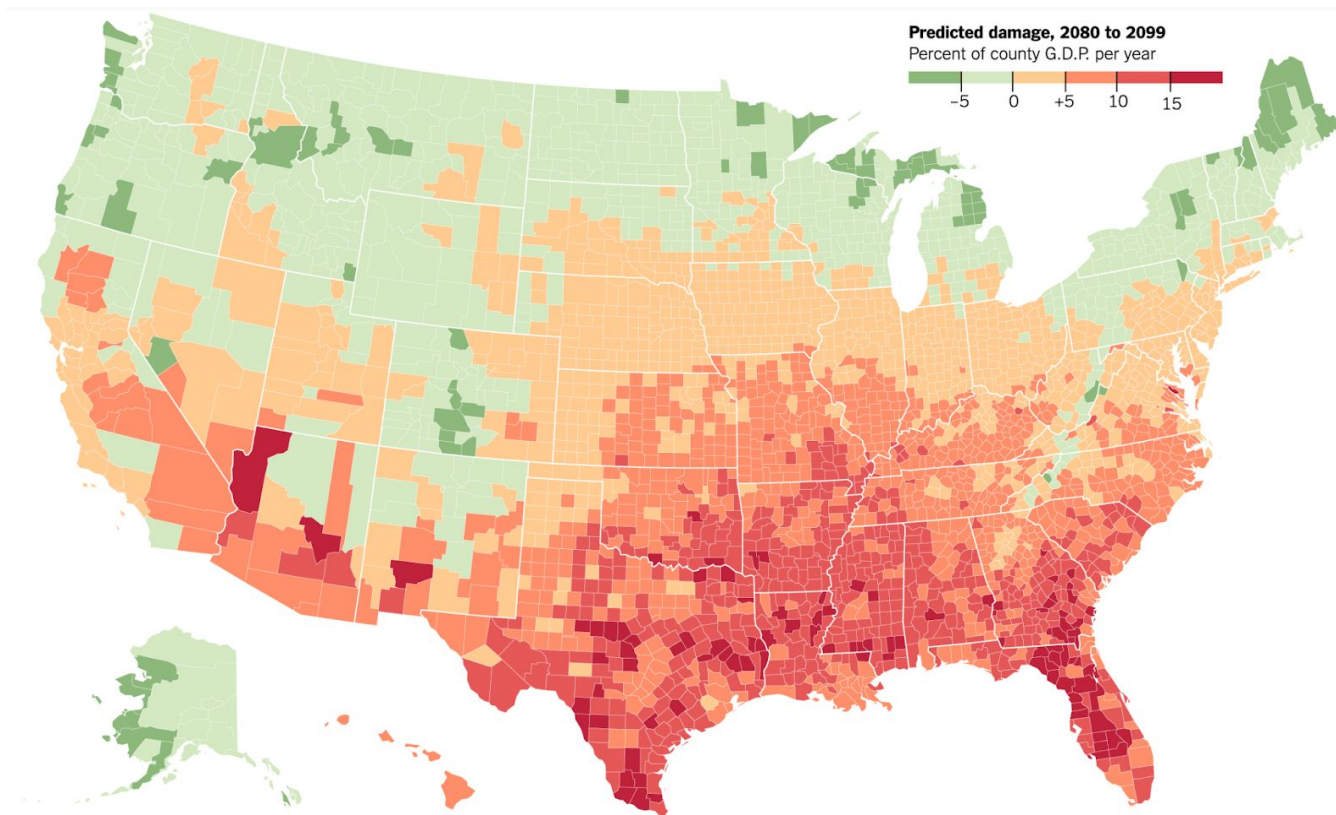 Predicted damage, 2080 to 2099
Percent of county G.D.P. per year
–5 0 +5 10 15